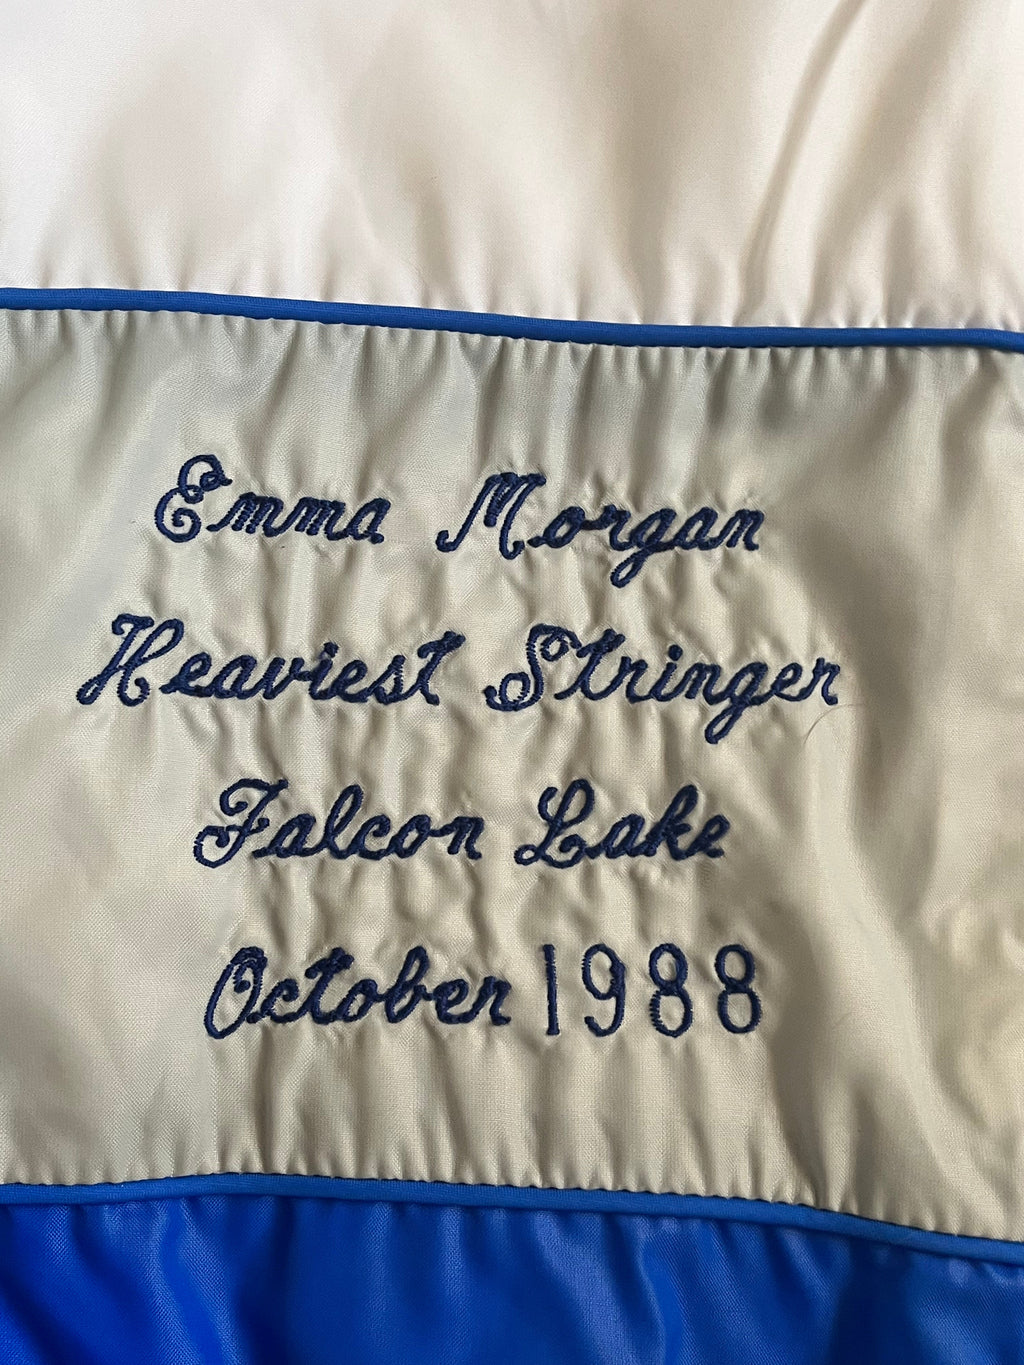 Emma Morgan
Heaviest Stringer
Falcon Lake
October 1988